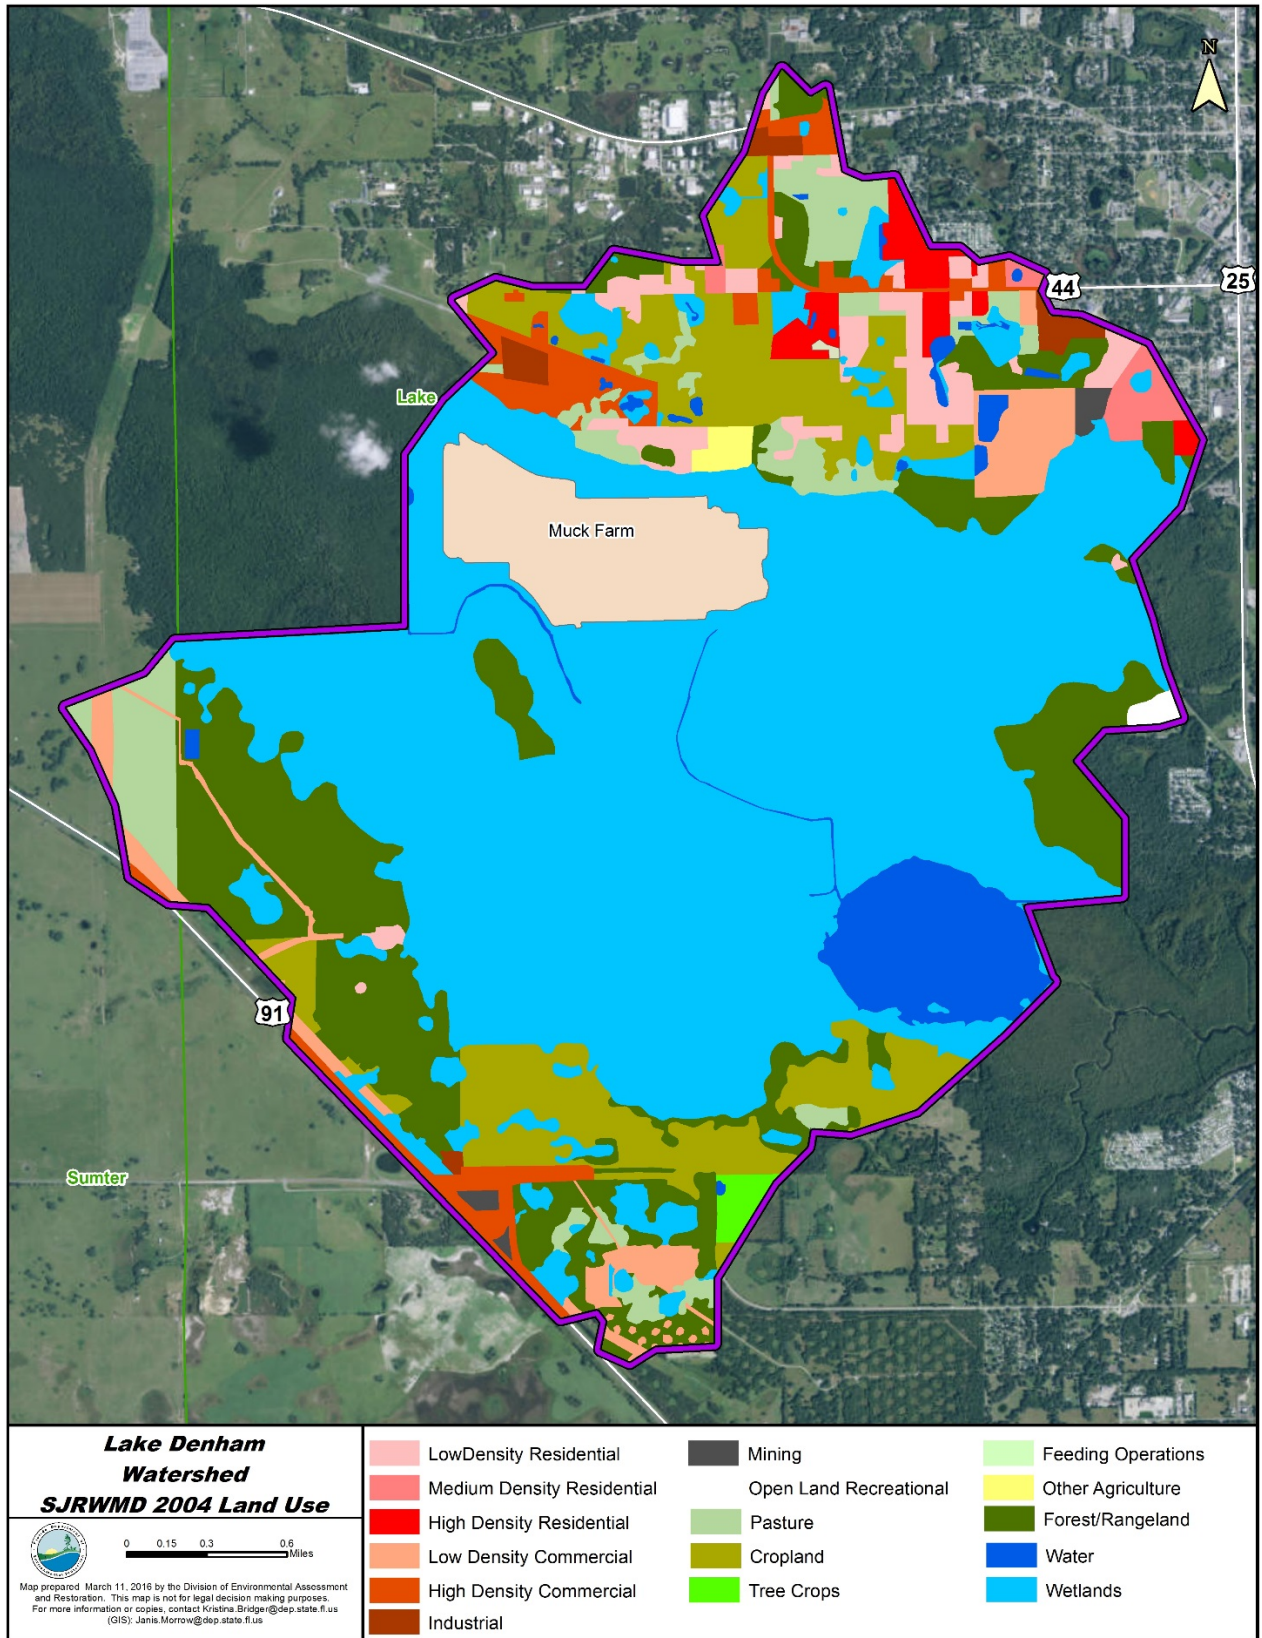 N
44
25
Lake
Muck Farm
91
Sumter
Lake Denham
Watershed
SJRWMD 2004 Land Use
0 0.15 0.3 0.6
Miles
Map prepared March 11, 2016 by the Division of Environmental Assessment
and Restoration. This map is not for legal decision making purposes.
For more information or copies, contact Kristina.Bridger@dep.state.fl.us
(GIS): Janis.Morrow@dep.state.fl.us
LowDensity Residential
Medium Density Residential
High Density Residential
Low Density Commercial
High Density Commercial
Industrial
Mining
Open Land Recreational
Pasture
Cropland
Tree Crops
Feeding Operations
Other Agriculture
Forest/Rangeland
Water
Wetlands